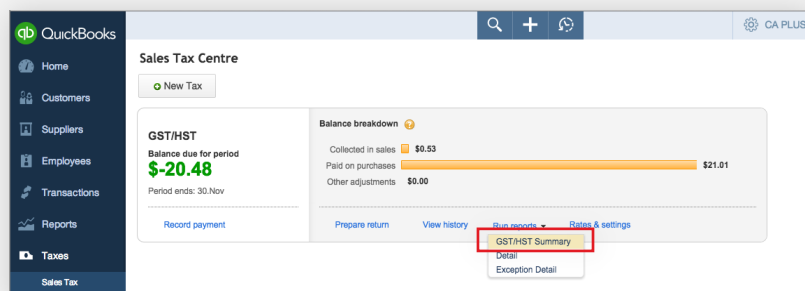 qb QuickBooks
CA PLUS
Home
Customers
Suppliers
Employees
Transactions
Reports
Taxes
Sales Tax
Sales Tax Centre
New Tax
GST/HST
Balance due for period
$-20.48
Period ends: 30.Nov
Record payment
Balance breakdown ?
Collected in sales $0.53
Paid on purchases $21.01
Other adjustments $0.00
Prepare return View history Run reports Rates & settings
GST/HST Summary
Detail
Exception Detail